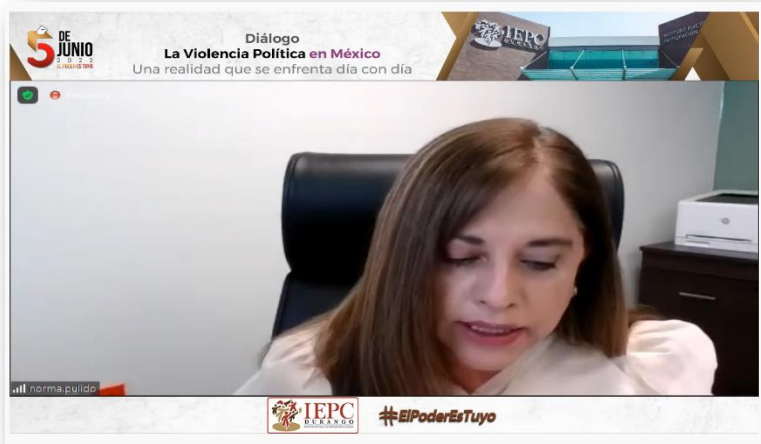 5 DE JUNIO
2022
Diálogo
La Violencia Política en México
Una realidad que se enfrenta día con día
IEPC
DURANGO
norma.pulido
IEPC
DURANGO
#ElPoderEsTuyo